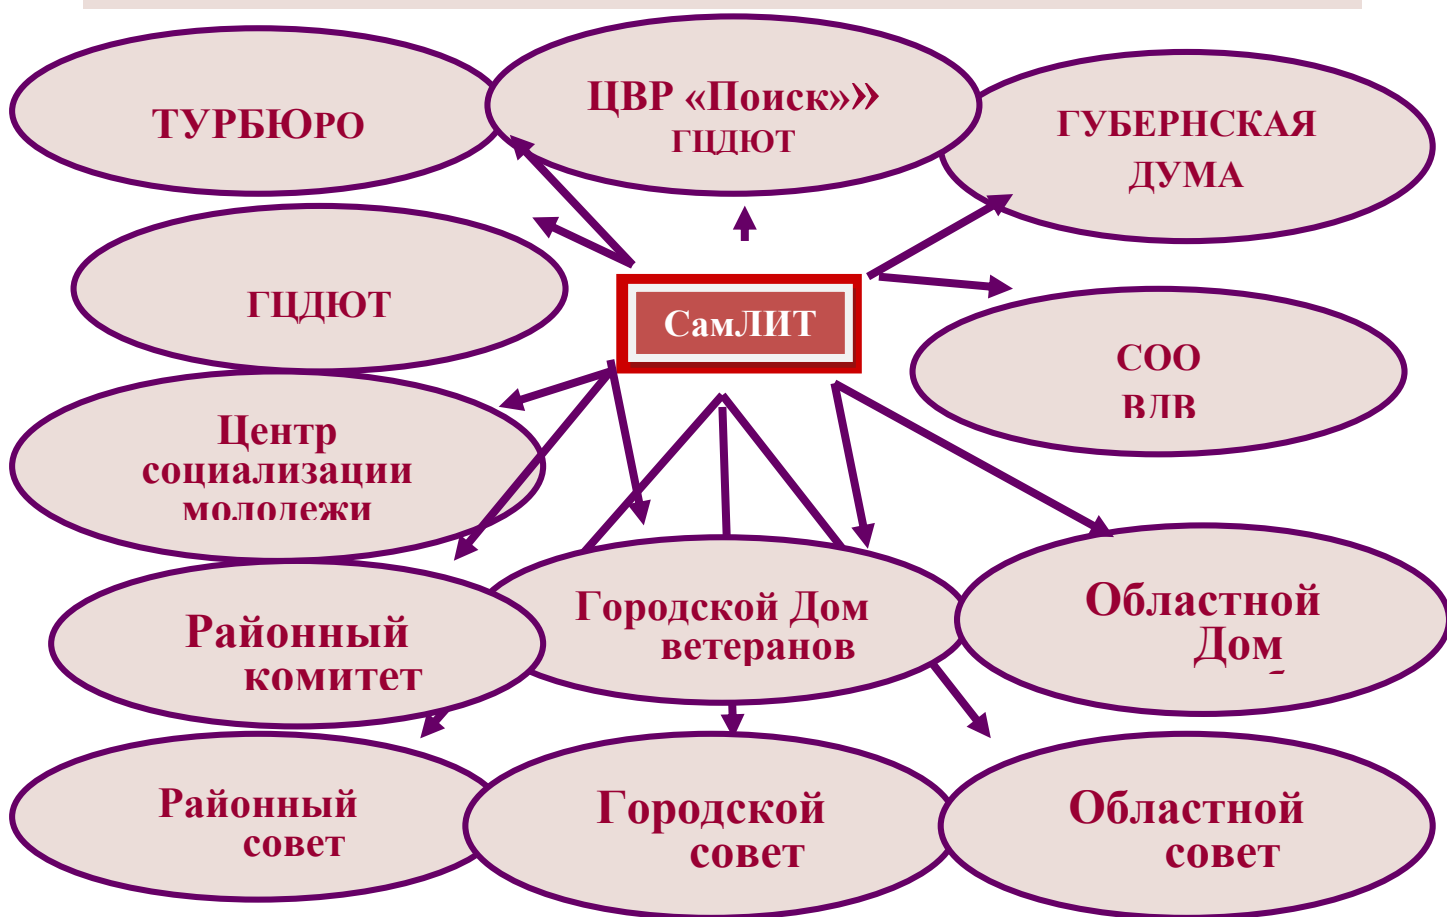 ТУРБЮРО
ЦВР «Поиск»»
ГЦДЮТ
ГУБЕРНСКАЯ
ДУМА
ГЦДЮТ
СамЛИТ
СОО
ВДВ
Центр
социализации
молодежи
Районный
комитет
Городской Дом
ветеранов
Областной
Дом
Районный
совет
Городской
совет
Областной
совет